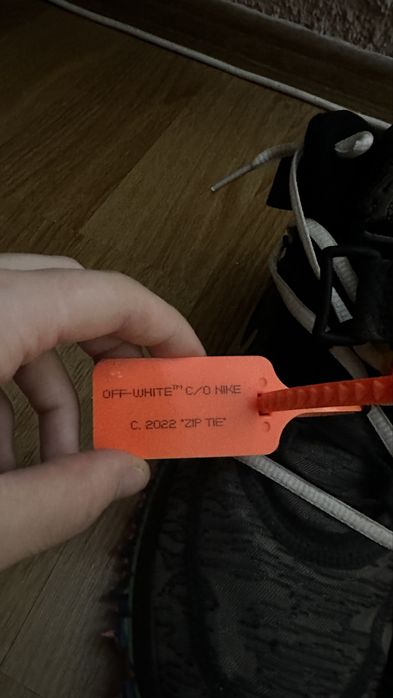 OFF-WHITE™ C/O NIKE
C. 2022 "ZIP TIE"